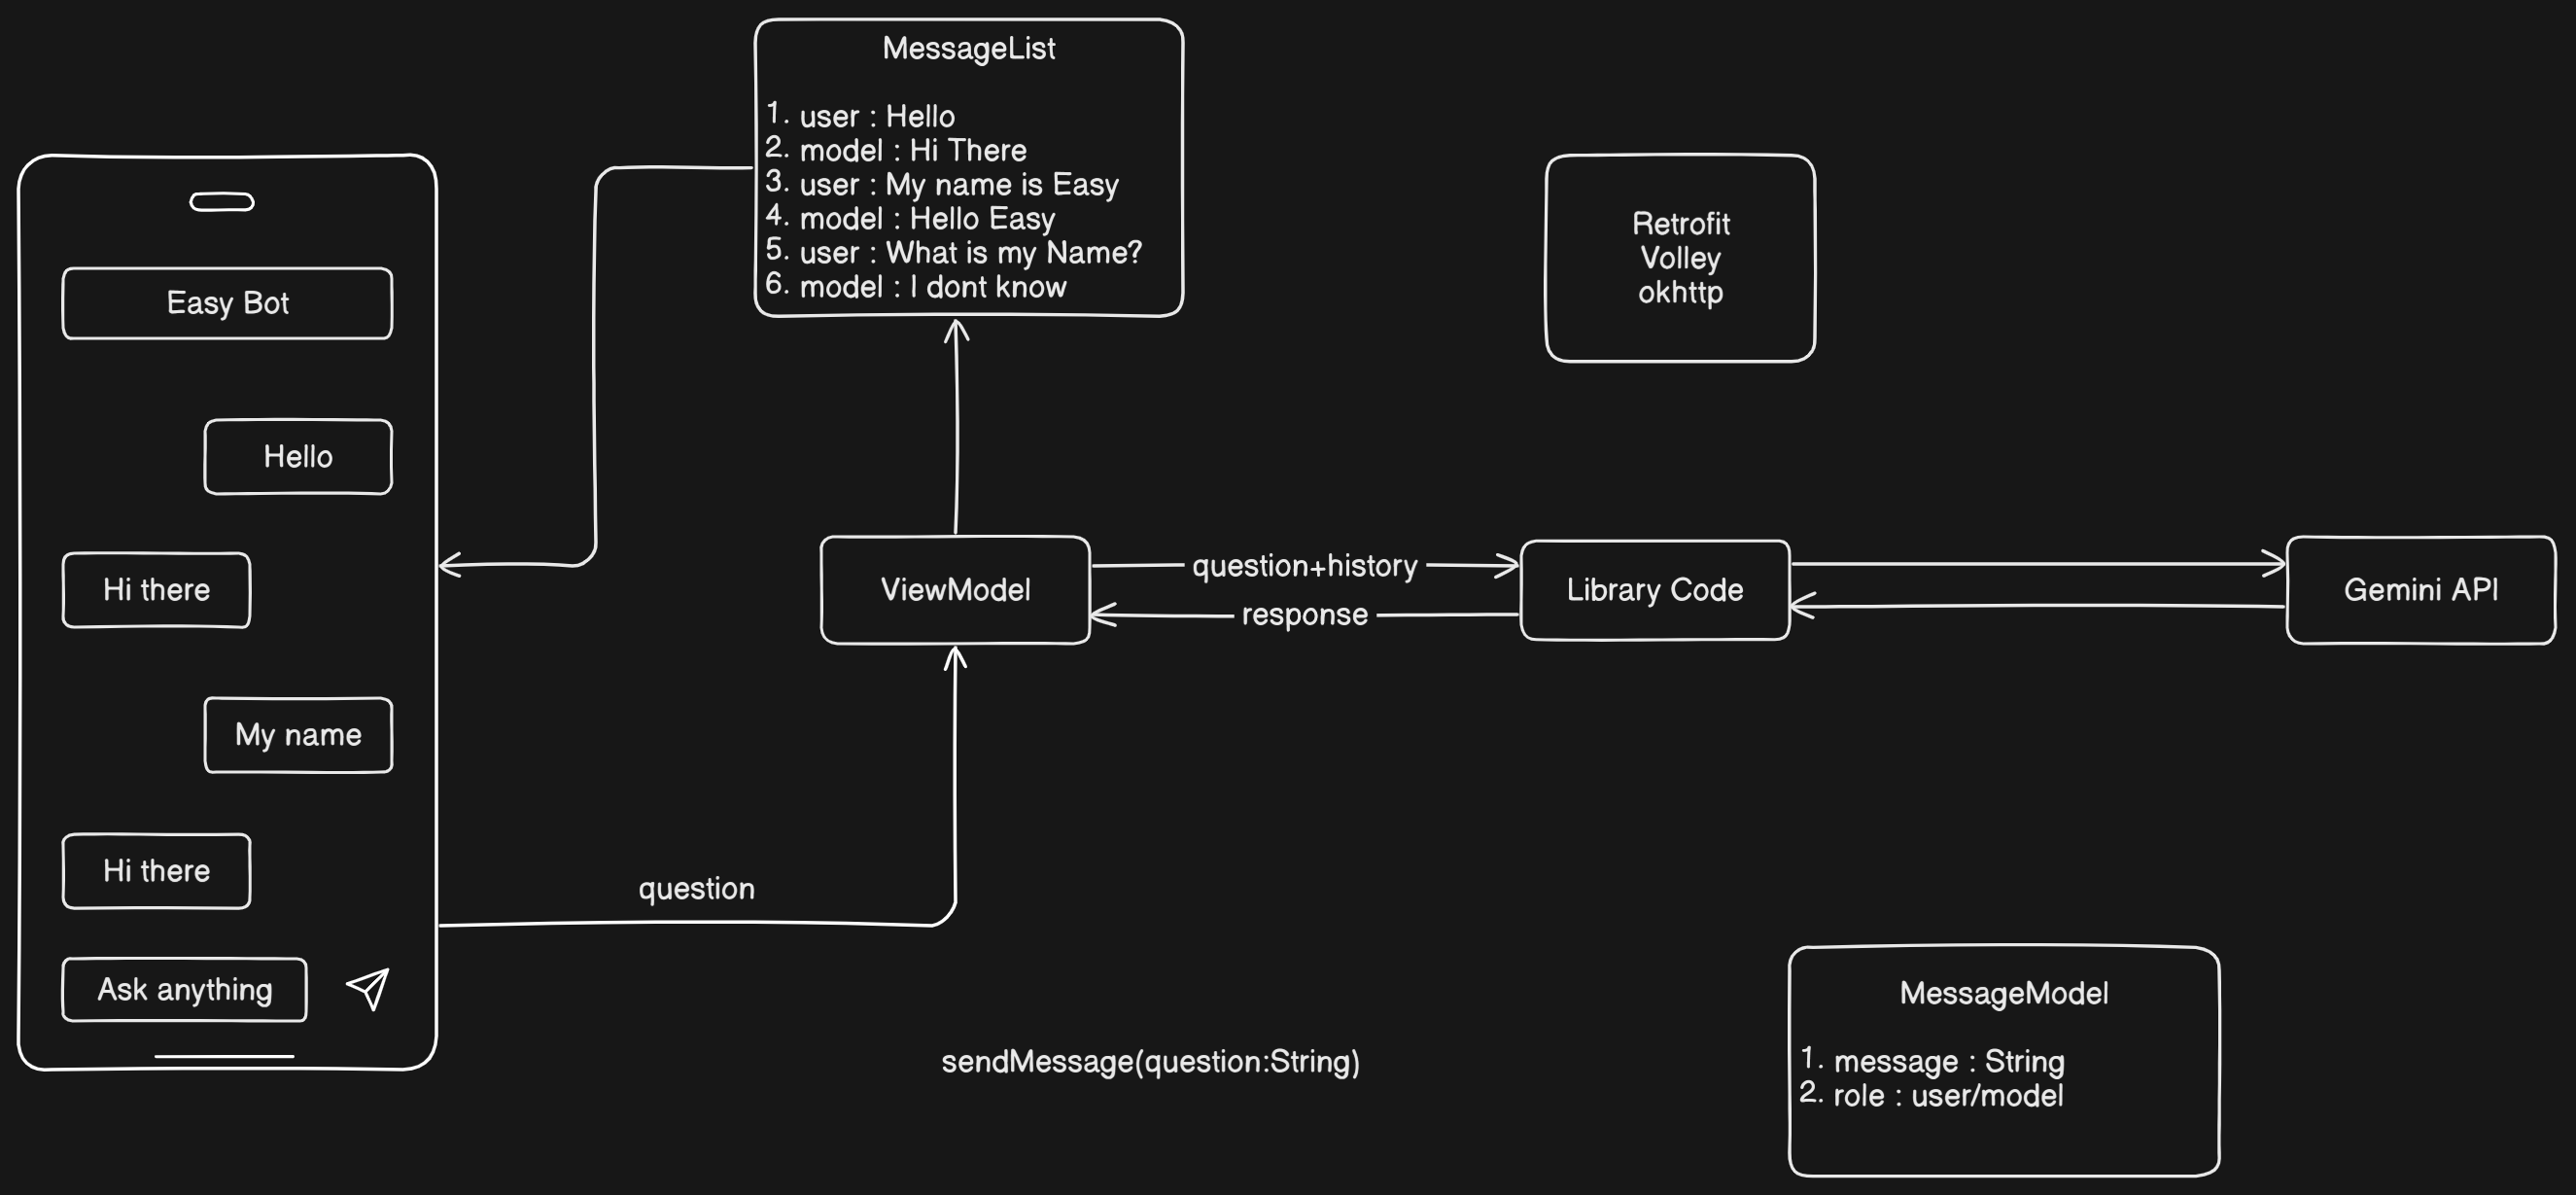 MessageList
1. user : Hello
2. model : Hi There
3. user : My name is Easy
4. model : Hello Easy
5. user : What is my Name?
6. model : I dont know
Retrofit
Volley
okhttp
Easy Bot
Hello
Hi there
My name
Hi there
Ask anything
question
ViewModel
question+history
response
Library Code
Gemini API
sendMessage(question:String)
MessageModel
1. message : String
2. role : user/model